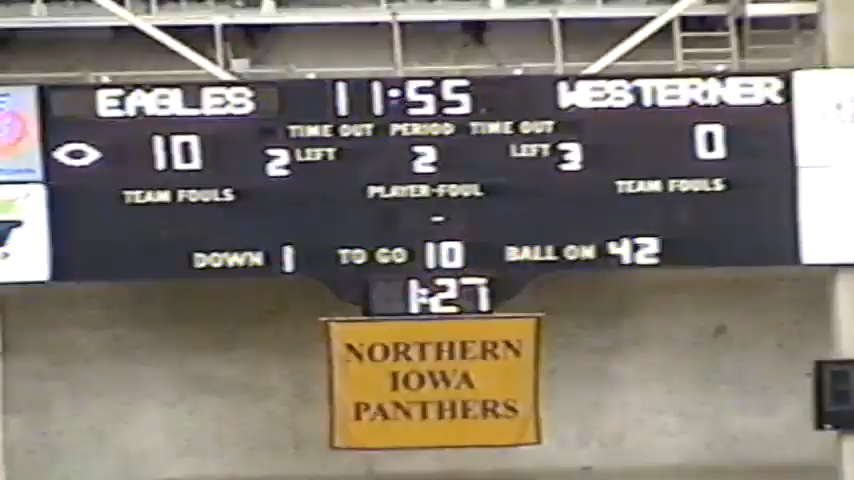 EAGLES 11:55 WESTERNER
TIME OUT PERIOD TIME OUT
10 2 LEFT 2 LEFT 3 0
TEAM FOULS PLAYER-FOUL TEAM FOULS
-
DOWN 1 TO GO 10 BALL ON 42
1:27
NORTHERN
IOWA
PANTHERS